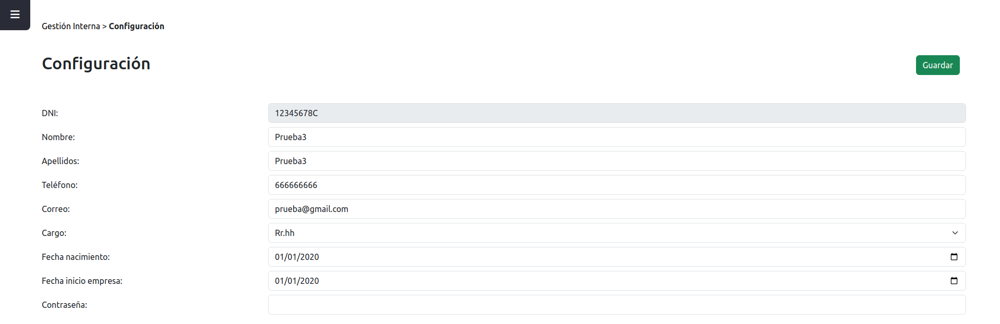 Gestión Interna > Configuración
Configuración
Guardar
DNI: 12345678C
Nombre: Prueba3
Apellidos: Prueba3
Teléfono: 666666666
Correo: prueba@gmail.com
Cargo: Rr.hh
Fecha nacimiento: 01/01/2020
Fecha inicio empresa: 01/01/2020
Contraseña: